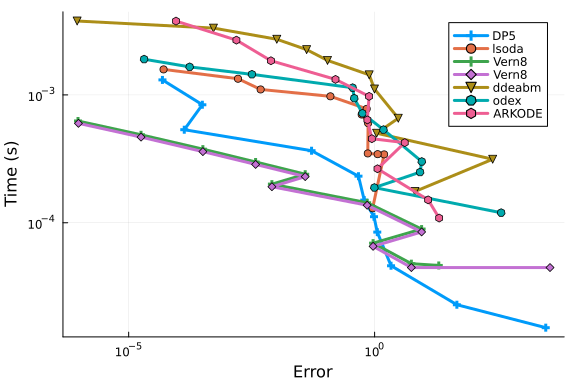 DP5
lsoda
Vern8
Vern8
ddeabm
odex
ARKODE
10⁻³
10⁻⁴
Time (s)
10⁻⁵
10⁰
Error